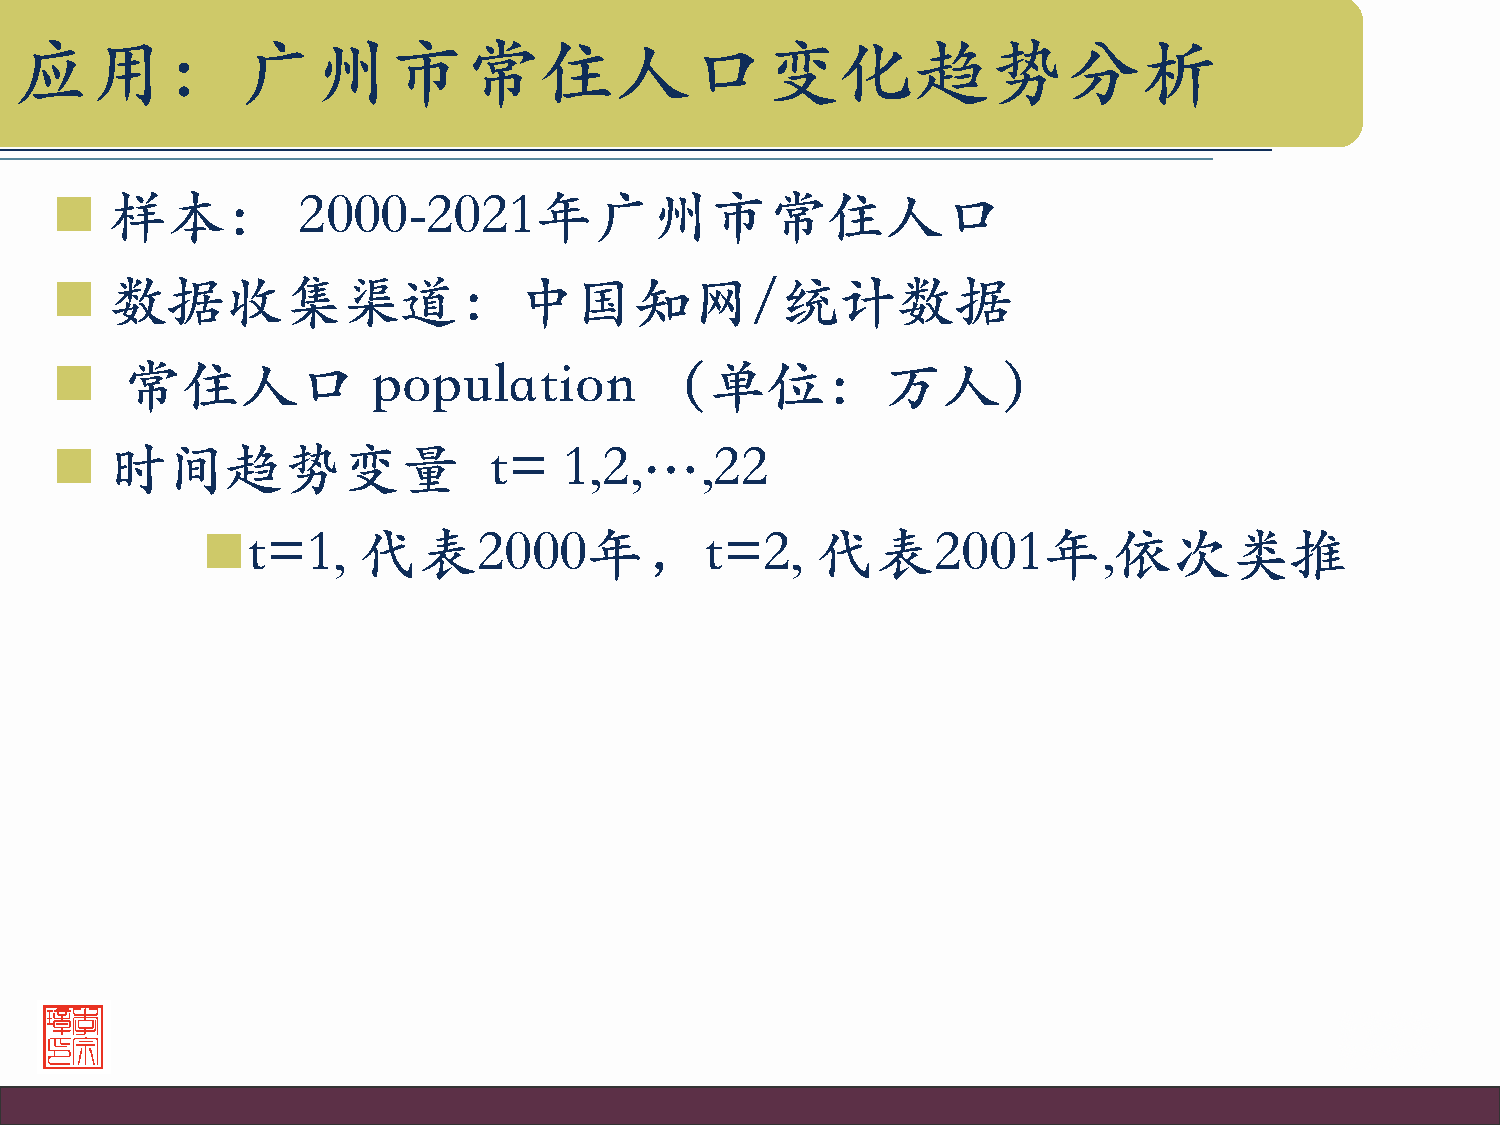 应用：广州市常住人口变化趋势分析
样本： 2000-2021年广州市常住人口
数据收集渠道：中国知网/统计数据
常住人口 population （单位：万人）
时间趋势变量 t= 1,2,…,22
t=1, 代表2000年，t=2, 代表2001年,依次类推
李宗璋印